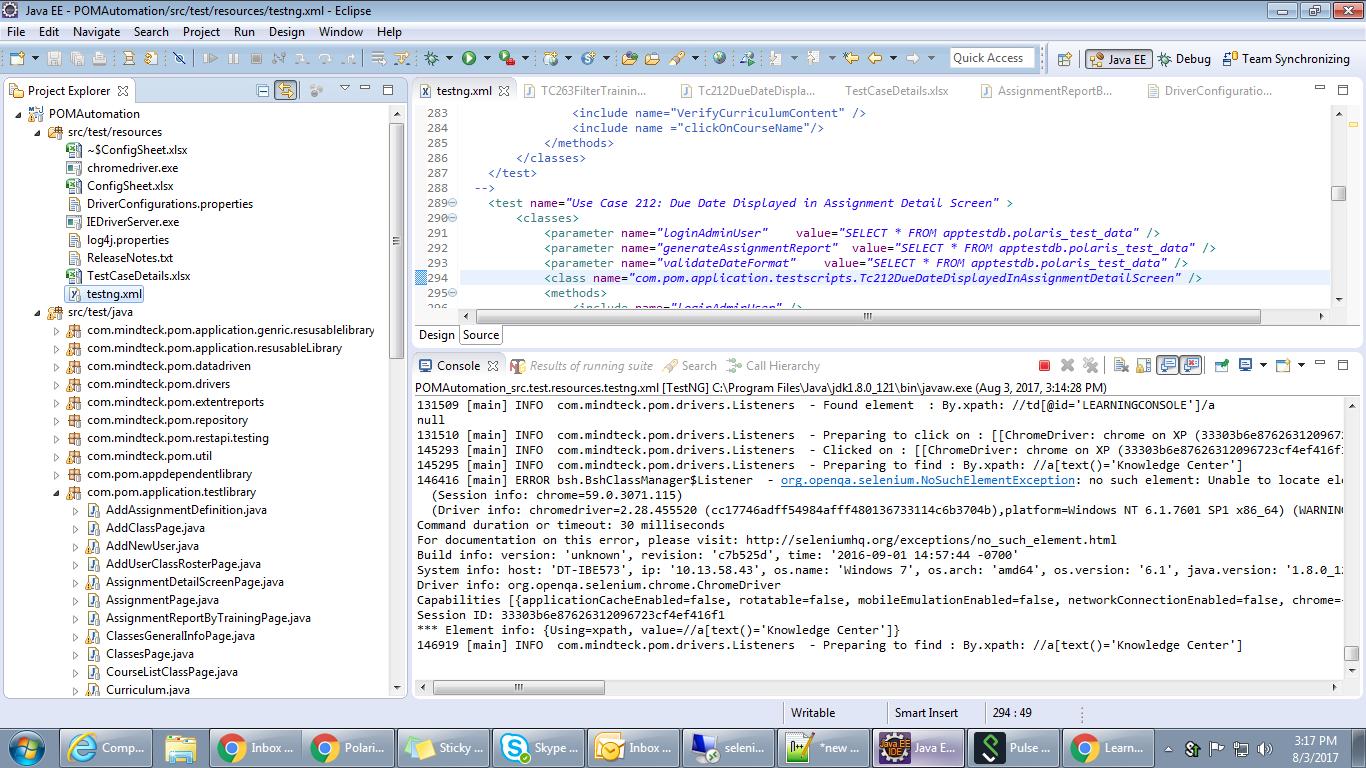 Java EE - POMAutomation/src/test/resources/testng.xml - Eclipse
File Edit Navigate Search Project Run Design Window Help
Quick Access Java EE Debug Team Synchronizing
Project Explorer
POMAutomation
src/test/resources
~$ConfigSheet.xlsx
chromedriver.exe
ConfigSheet.xlsx
DriverConfigurations.properties
IEDriverServer.exe
log4j.properties
ReleaseNotes.txt
TestCaseDetails.xlsx
testng.xml
src/test/java
com.mindteck.pom.application.genric.resusablelibrary
com.mindteck.pom.application.resusableLibrary
com.mindteck.pom.datadriven
com.mindteck.pom.drivers
com.mindteck.pom.extentreports
com.mindteck.pom.repository
com.mindteck.pom.restapi.testing
com.mindteck.pom.util
com.pom.appdependentlibrary
com.pom.application.testlibrary
AddAssignmentDefinition.java
AddClassPage.java
AddNewUser.java
AddUserClassRosterPage.java
AssignmentDetailScreenPage.java
AssignmentPage.java
AssignmentReportByTrainingPage.java
ClassesGeneralInfoPage.java
ClassesPage.java
CourseListClassPage.java
Curriculum.java
testng.xml TC263FilterTrainin... Tc212DueDateDispla... TestCaseDetails.xlsx AssignmentReportB... DriverConfiguratio...
283 <include name="VerifyCurriculumContent" />
284 <include name ="clickOnCourseName"/>
285 </methods>
286 </classes>
287 </test>
288 -->
289 <test name="Use Case 212: Due Date Displayed in Assignment Detail Screen" >
290 <classes>
291 <parameter name="loginAdminUser" value="SELECT * FROM apptestdb.polaris_test_data" />
292 <parameter name="generateAssignmentReport" value="SELECT * FROM apptestdb.polaris_test_data" />
293 <parameter name="validateDateFormat" value="SELECT * FROM apptestdb.polaris_test_data" />
294 <class name="com.pom.application.testscripts.Tc212DueDateDisplayedInAssignmentDetailScreen" />
295 <methods>
296 <include name="loginAdminUser" />
Design Source
Console Results of running suite Search Call Hierarchy
POMAutomation_src.test.resources.testng.xml [TestNG] C:\Program Files\Java\jdk1.8.0_121\bin\javaw.exe (Aug 3, 2017, 3:14:28 PM)
131509 [main] INFO com.mindteck.pom.drivers.Listeners - Found element : By.xpath: //td[@id='LEARNINGCONSOLE']/a
null
131510 [main] INFO com.mindteck.pom.drivers.Listeners - Preparing to click on : [[ChromeDriver: chrome on XP (33303b6e8762631209672
145293 [main] INFO com.mindteck.pom.drivers.Listeners - Clicked on : [[ChromeDriver: chrome on XP (33303b6e87626312096723cf4ef416f
145295 [main] INFO com.mindteck.pom.drivers.Listeners - Preparing to find : By.xpath: //a[text()='Knowledge Center']
146416 [main] ERROR bsh.BshClassManager$Listener - org.openqa.selenium.NoSuchElementException: no such element: Unable to locate el
(Session info: chrome=59.0.3071.115)
(Driver info: chromedriver=2.28.455520 (cc17746adff54984afff480136733114c6b3704b),platform=Windows NT 6.1.7601 SP1 x86_64) (WARNIN
Command duration or timeout: 30 milliseconds
For documentation on this error, please visit: http://seleniumhq.org/exceptions/no_such_element.html
Build info: version: 'unknown', revision: 'c7b525d', time: '2016-09-01 14:57:44 -0700'
System info: host: 'DT-IBE573', ip: '10.13.58.43', os.name: 'Windows 7', os.arch: 'amd64', os.version: '6.1', java.version: '1.8.0_12
Driver info: org.openqa.selenium.chrome.ChromeDriver
Capabilities [{applicationCacheEnabled=false, rotatable=false, mobileEmulationEnabled=false, networkConnectionEnabled=false, chrome=
Session ID: 33303b6e87626312096723cf4ef416f1
*** Element info: {Using=xpath, value=//a[text()='Knowledge Center']}
146919 [main] INFO com.mindteck.pom.drivers.Listeners - Preparing to find : By.xpath: //a[text()='Knowledge Center']
Writable Smart Insert 294 : 49
Comp... Inbox ... Polari... Sticky ... Skype ... Inbox ... seleni... *new ... Java E... Pulse ... Learn... 3:17 PM
8/3/2017